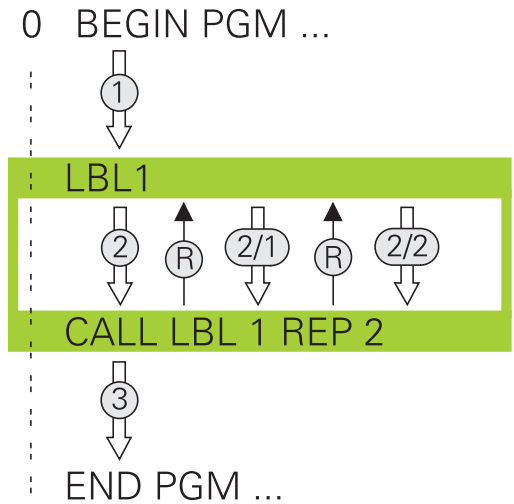 0 BEGIN PGM ...
1
LBL1
2 R 2/1 R 2/2
CALL LBL 1 REP 2
3
END PGM ...